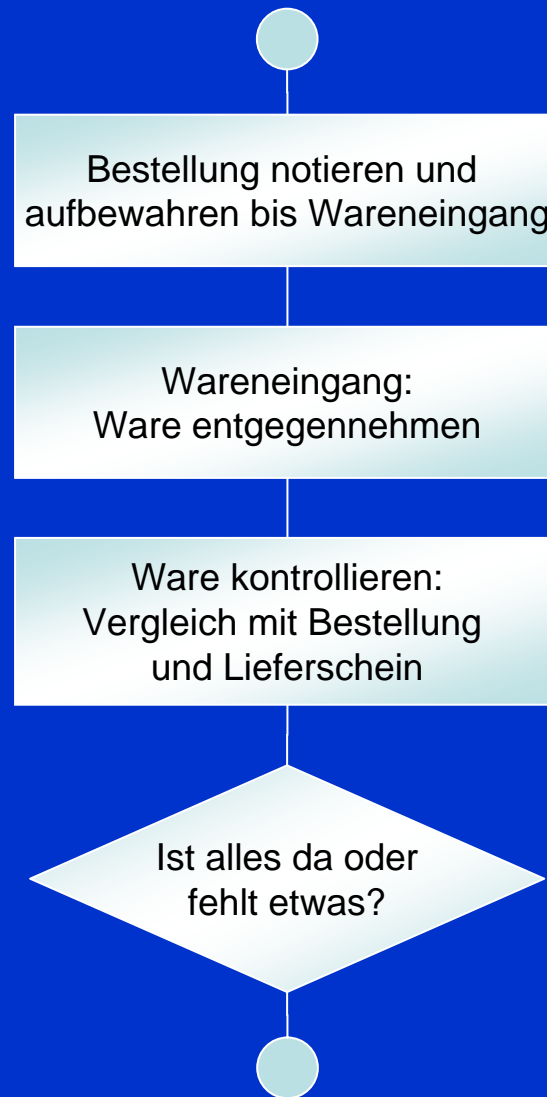 Bestellung notieren und
aufbewahren bis Wareneingang
Wareneingang:
Ware entgegennehmen
Ware kontrollieren:
Vergleich mit Bestellung
und Lieferschein
Ist alles da oder
fehlt etwas?